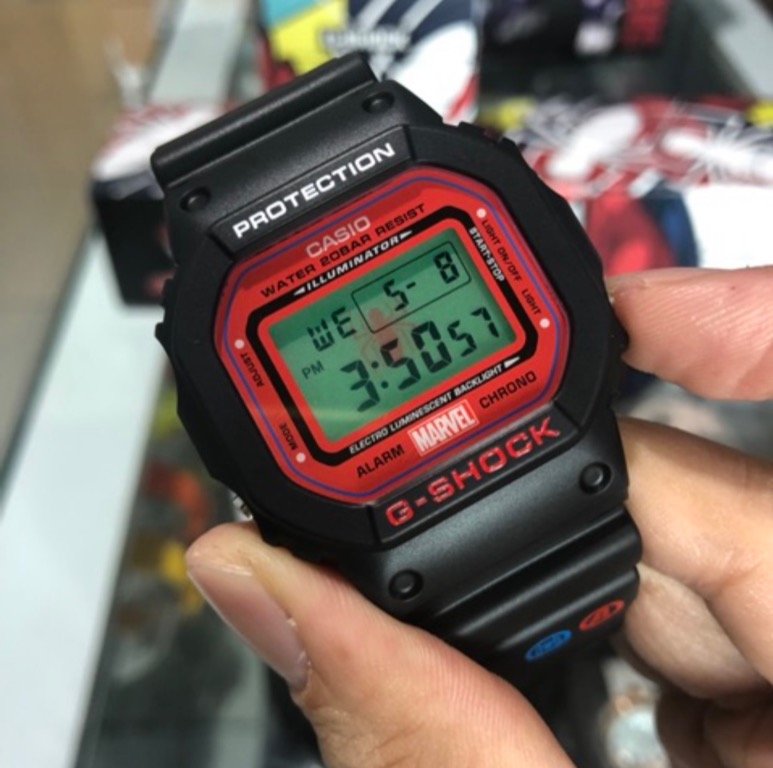 PROTECTION
CASIO
WATER 20BAR RESIST
ILLUMINATOR
LIGHT ON/OFF
START·STOP
LIGHT
WE 5- 8
PM 3:50 57
ADJUST
MODE
ELECTRO LUMINESCENT BACKLIGHT
ALARM MARVEL CHRONO
G-SHOCK